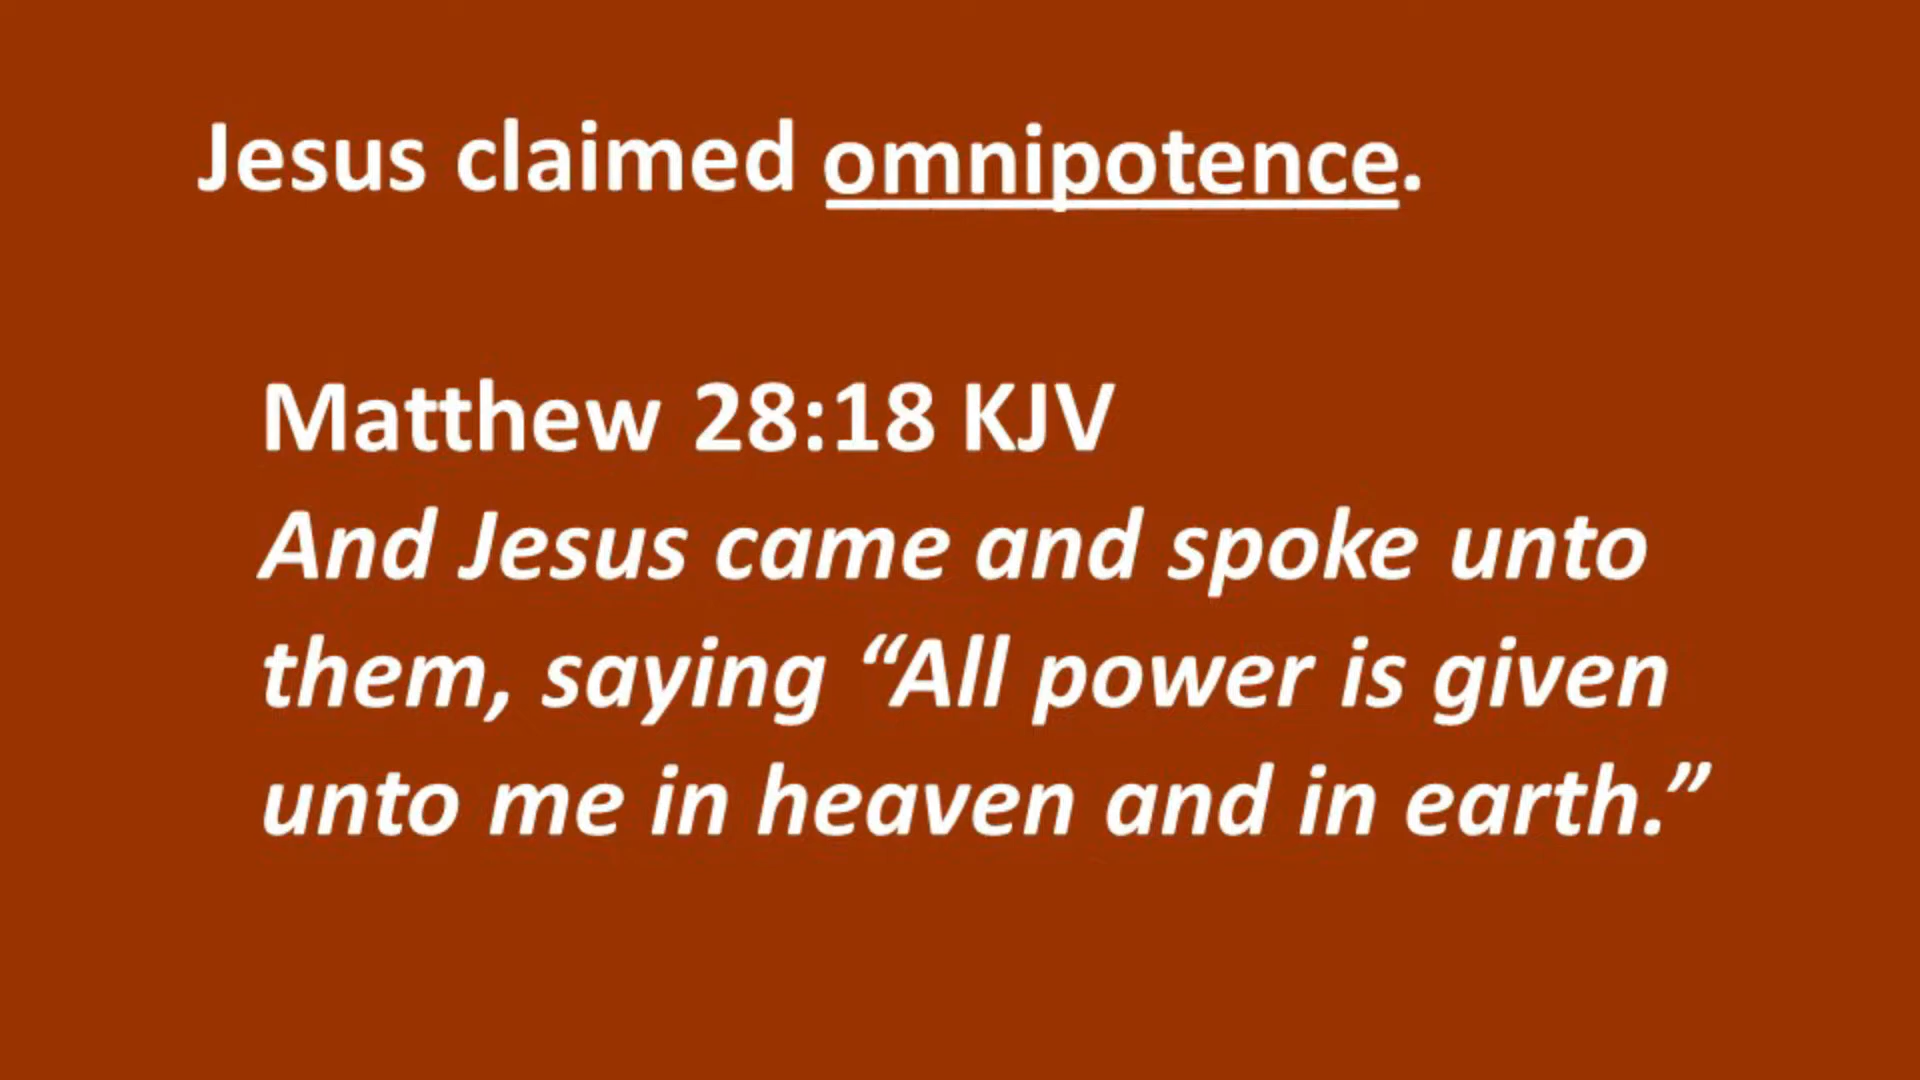 Jesus claimed omnipotence.
Matthew 28:18 KJV
And Jesus came and spoke unto
them, saying “All power is given
unto me in heaven and in earth.”